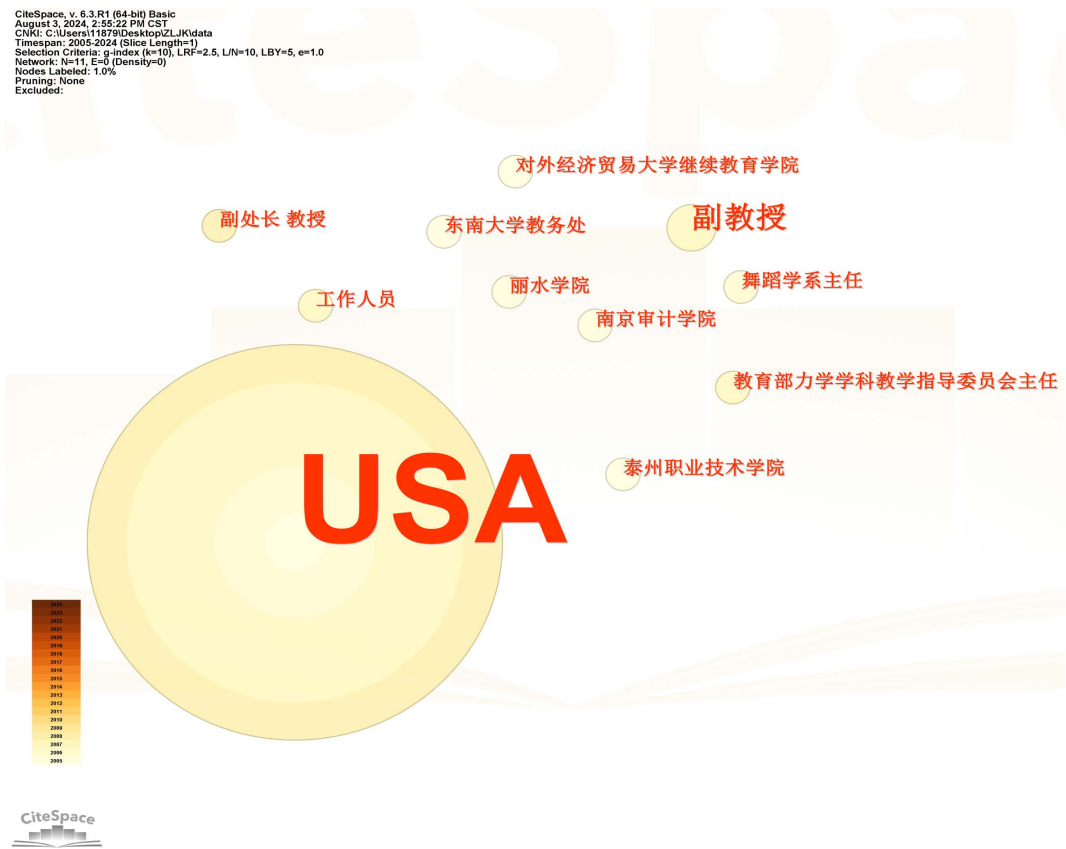 CiteSpace, v. 6.3.R1 (64-bit) Basic
August 3, 2024, 2:55:22 PM CST
CNKI: C:\Users\11879\Desktop\ZLJK\data
Timespan: 2005-2024 (Slice Length=1)
Selection Criteria: g-index (k=10), LRF=2.5, L/N=10, LBY=5, e=1.0
Network: N=11, E=0 (Density=0)
Nodes Labeled: 1.0%
Pruning: None
Excluded:
对外经济贸易大学继续教育学院
副处长 教授
东南大学教务处
副教授
工作人员
丽水学院
舞蹈学系主任
南京审计学院
教育部力学学科教学指导委员会主任
泰州职业技术学院
USA
2024
2023
2022
2021
2020
2019
2018
2017
2016
2015
2014
2013
2012
2011
2010
2009
2008
2007
2006
2005
CiteSpace